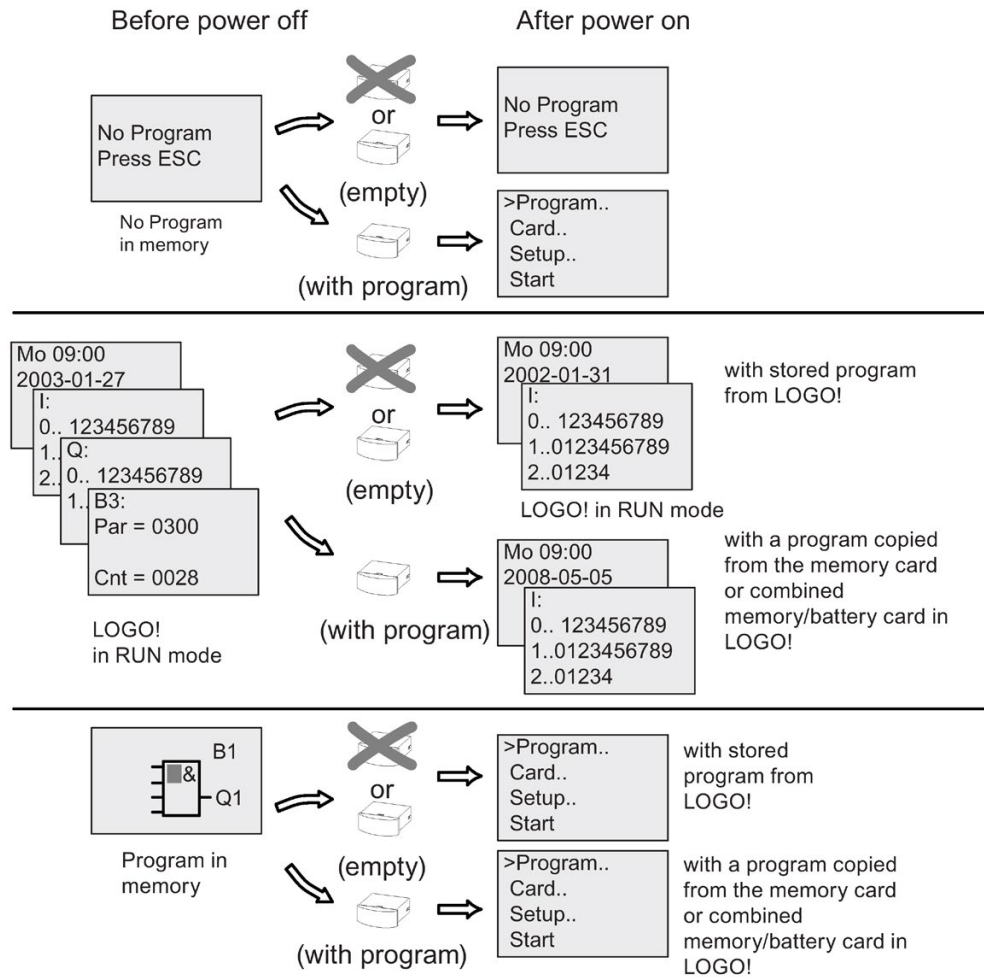 Before power off
After power on
No Program
Press ESC
No Program
in memory
or
(empty)
(with program)
No Program
Press ESC
>Program..
Card..
Setup..
Start
Mo 09:00
2003-01-27
I:
0.. 123456789
1..
2..
Q:
0.. 123456789
1..
B3:
Par = 0300
Cnt = 0028
LOGO!
in RUN mode
or
(empty)
(with program)
Mo 09:00
2002-01-31
I:
0.. 123456789
1..0123456789
2..01234
LOGO! in RUN mode
with stored program
from LOGO!
Mo 09:00
2008-05-05
I:
0.. 123456789
1..0123456789
2..01234
with a program copied
from the memory card
or combined
memory/battery card in
LOGO!
B1
&
Q1
Program in
memory
or
(empty)
(with program)
>Program..
Card..
Setup..
Start
with stored
program from
LOGO!
>Program..
Card..
Setup..
Start
with a program copied
from the memory card
or combined
memory/battery card in
LOGO!